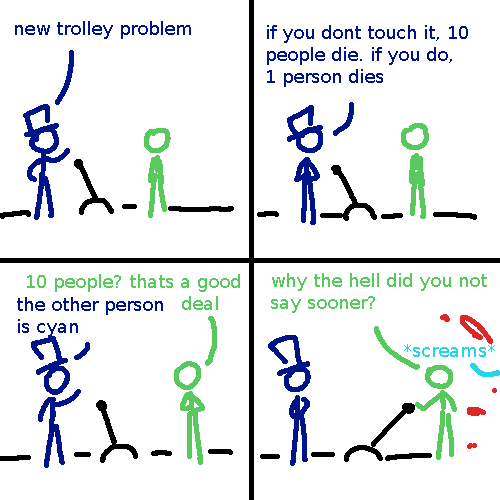 new trolley problem
if you dont touch it, 10
people die. if you do,
1 person dies
10 people? thats a good
deal
the other person
is cyan
why the hell did you not
say sooner?
*screams*